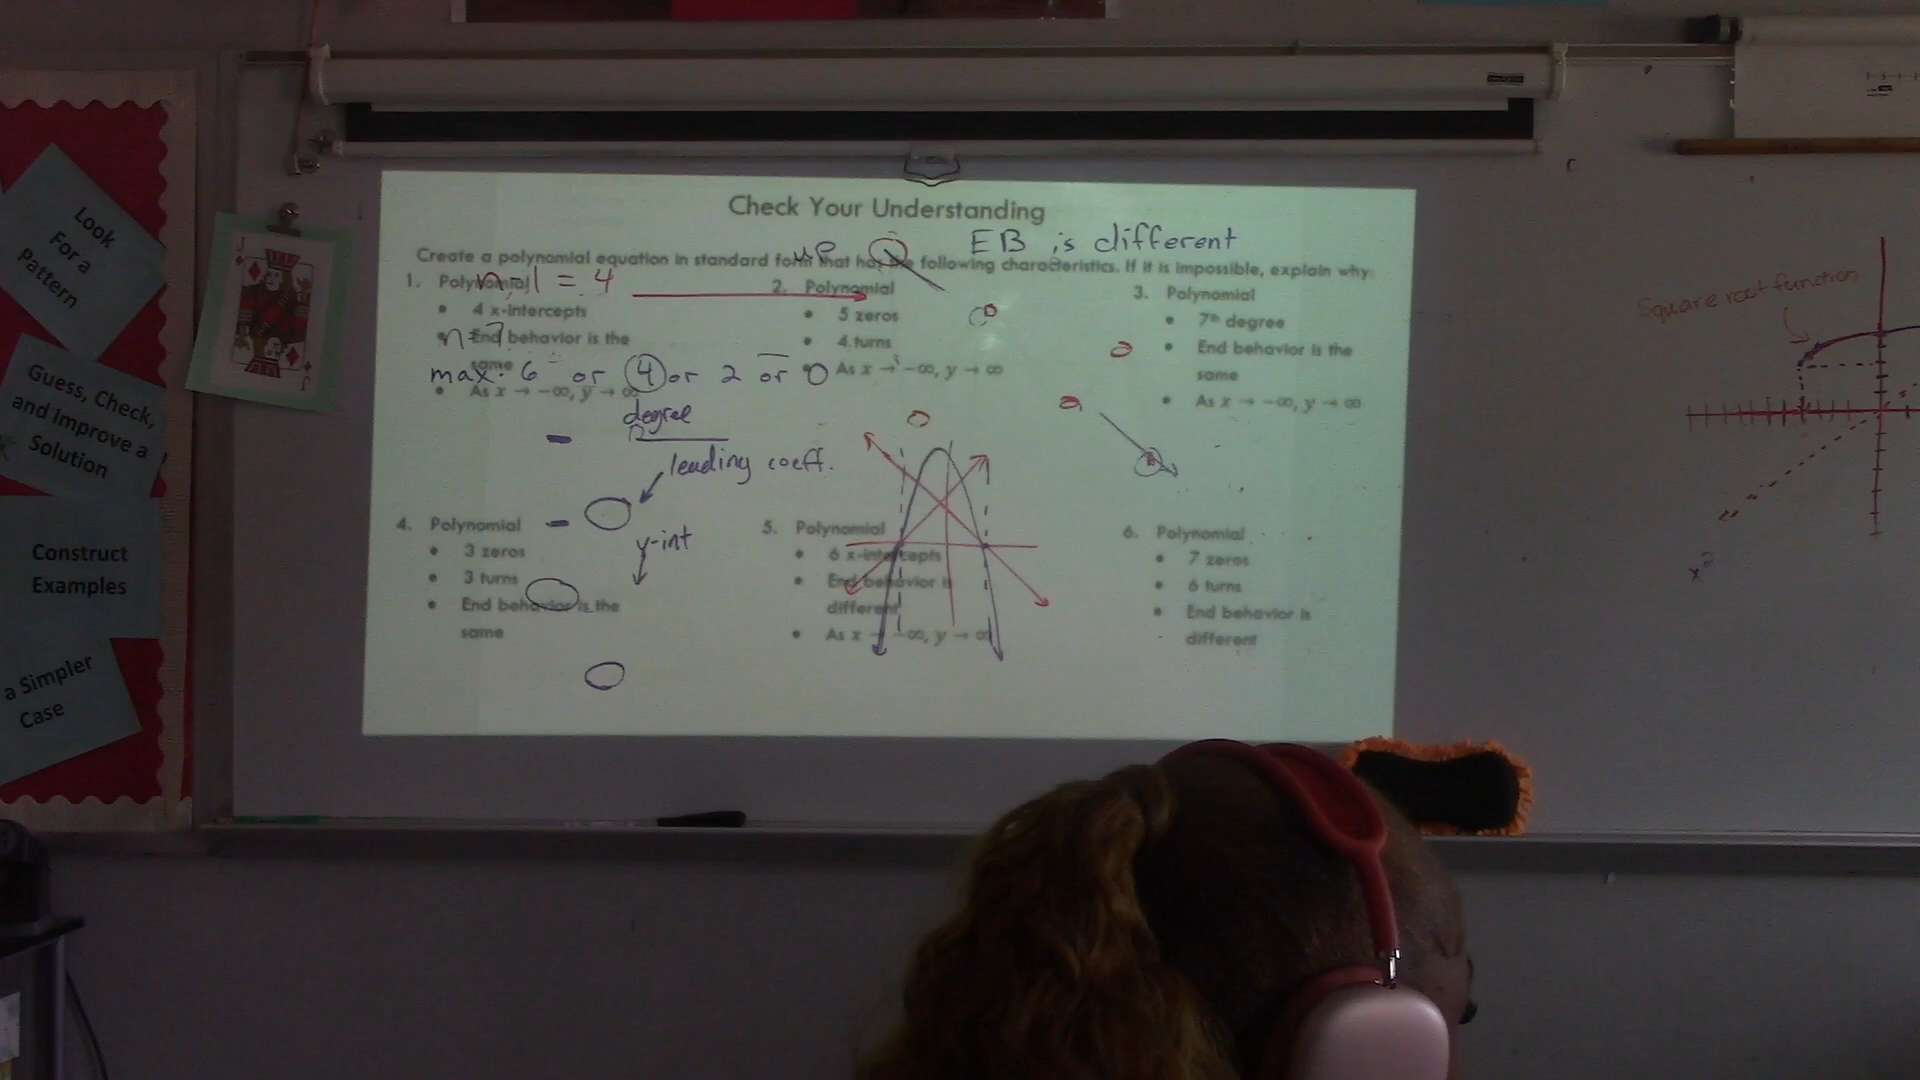 Look
For a
Pattern
Guess, Check,
and Improve a
Solution
Construct
Examples
a Simpler
Case
J
Check Your Understanding
EB is different
Create a polynomial equation in standard form that has following characteristics. If it is impossible, explain why:
1. Polynomial
n-1 = 4
4 x-intercepts
End behavior is the
same
max: 6 or 4 or 2 or 0
As x → -∞, y → ∞
degree
leading coeff.
y-int
2. Polynomial
5 zeros
4 turns
As x → -∞, y → ∞
3. Polynomial
7th degree
End behavior is the
same
As x → -∞, y → ∞
4. Polynomial
3 zeros
3 turns
End behavior is the
same
5. Polynomial
6 x-intercepts
End behavior is
different
As x → -∞, y → ∞
6. Polynomial
7 zeros
6 turns
End behavior is
different
Square root function
x²